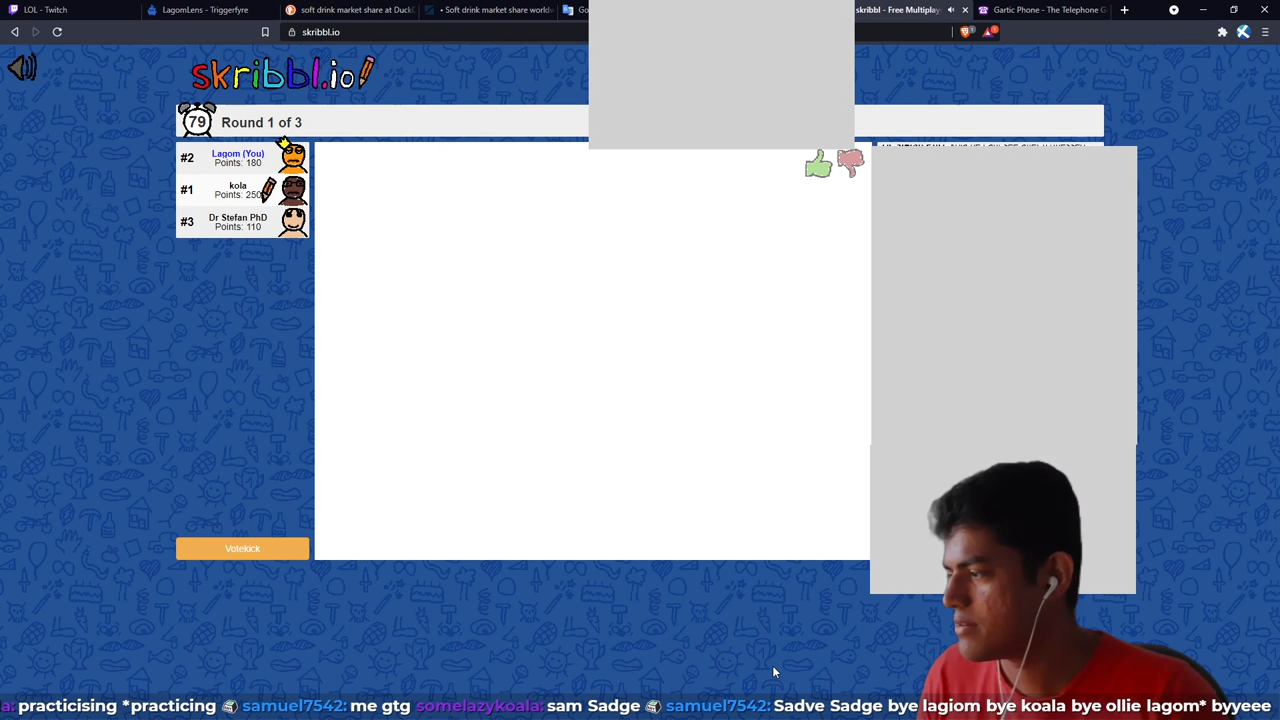 LOL - Twitch
LagomLens - Triggerfyre
soft drink market share at Duck
• Soft drink market share worldw
Go
skribbl - Free Multiplay
Gartic Phone - The Telephone G
skribbl.io
skribbl.io
79
Round 1 of 3
#2
Lagom (You)
Points: 180
#1
kola
Points: 250
#3
Dr Stefan PhD
Points: 110
Votekick
a: practicising *practicing samuel7542: me gtg somelazykoala: sam Sadge samuel7542: Sadve Sadge bye lagiom bye koala bye ollie lagom* byyeee